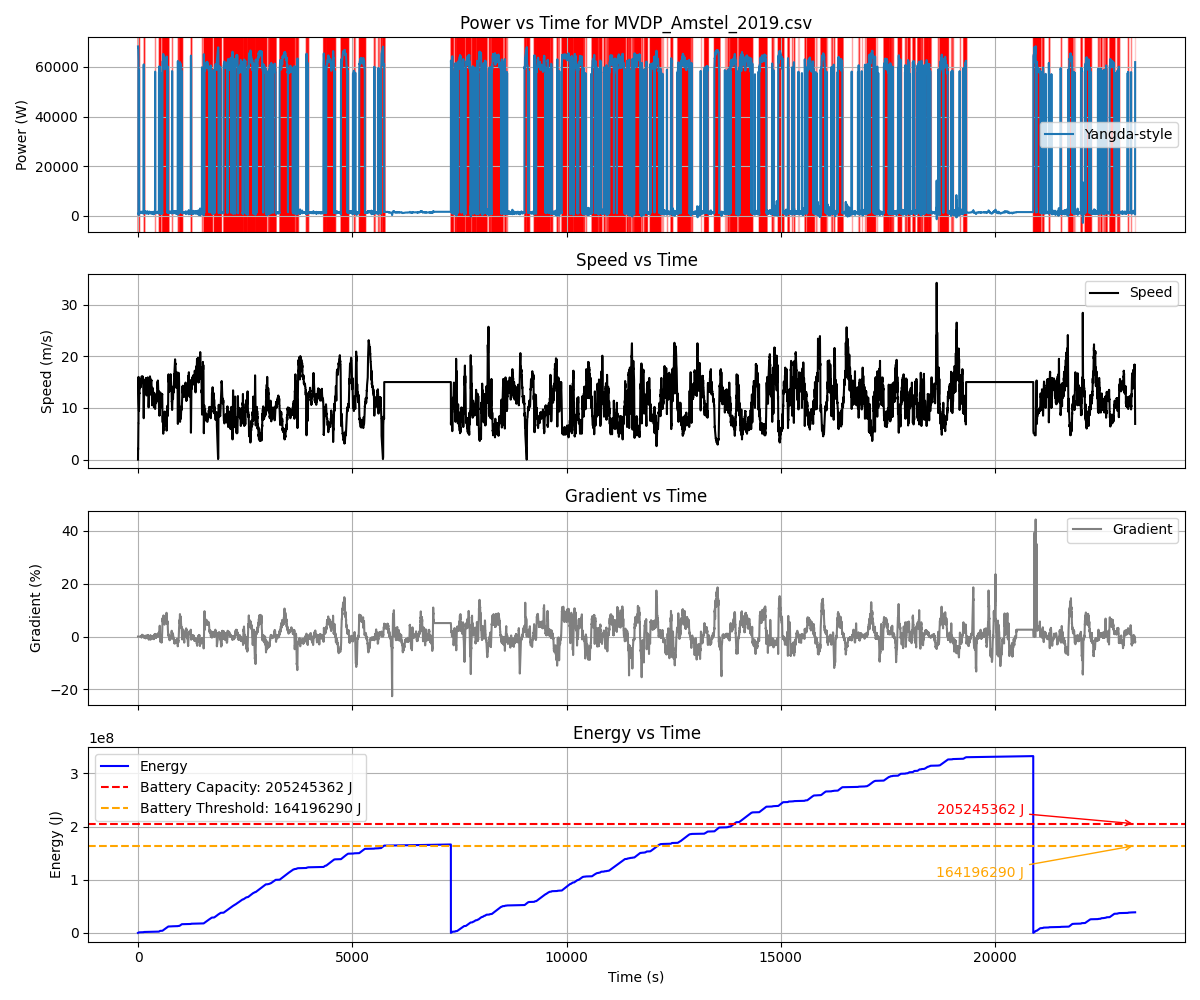 Power vs Time for MVDP_Amstel_2019.csv
60000
40000
20000
0
Power (W)
Yangda-style
Speed vs Time
30
20
10
0
Speed (m/s)
Speed
Gradient vs Time
40
20
0
−20
Gradient (%)
Gradient
Energy vs Time
1e8
3
2
1
0
Energy (J)
Energy
Battery Capacity: 205245362 J
Battery Threshold: 164196290 J
205245362 J
164196290 J
0
5000
10000
15000
20000
Time (s)